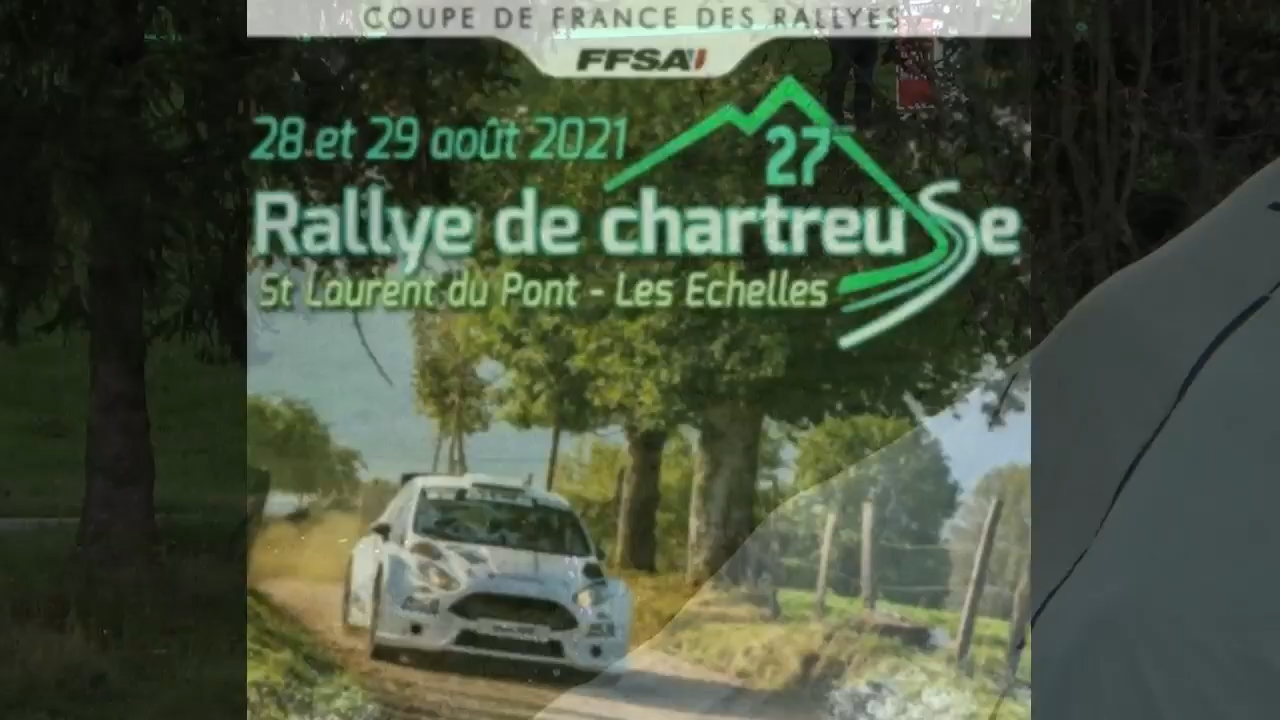 COUPE DE FRANCE DES RALLYES
FFSA
28 et 29 août 2021
27
Rallye de chartreuse
St Laurent du Pont - Les Echelles